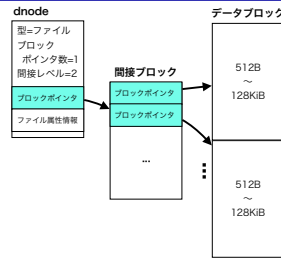 dnode
型=ファイル
ブロック
ポインタ数=1
間接レベル=2
ブロックポインタ
ファイル属性情報
間接ブロック
ブロックポインタ
ブロックポインタ
...
データブロック
512B
～
128KiB
512B
～
128KiB